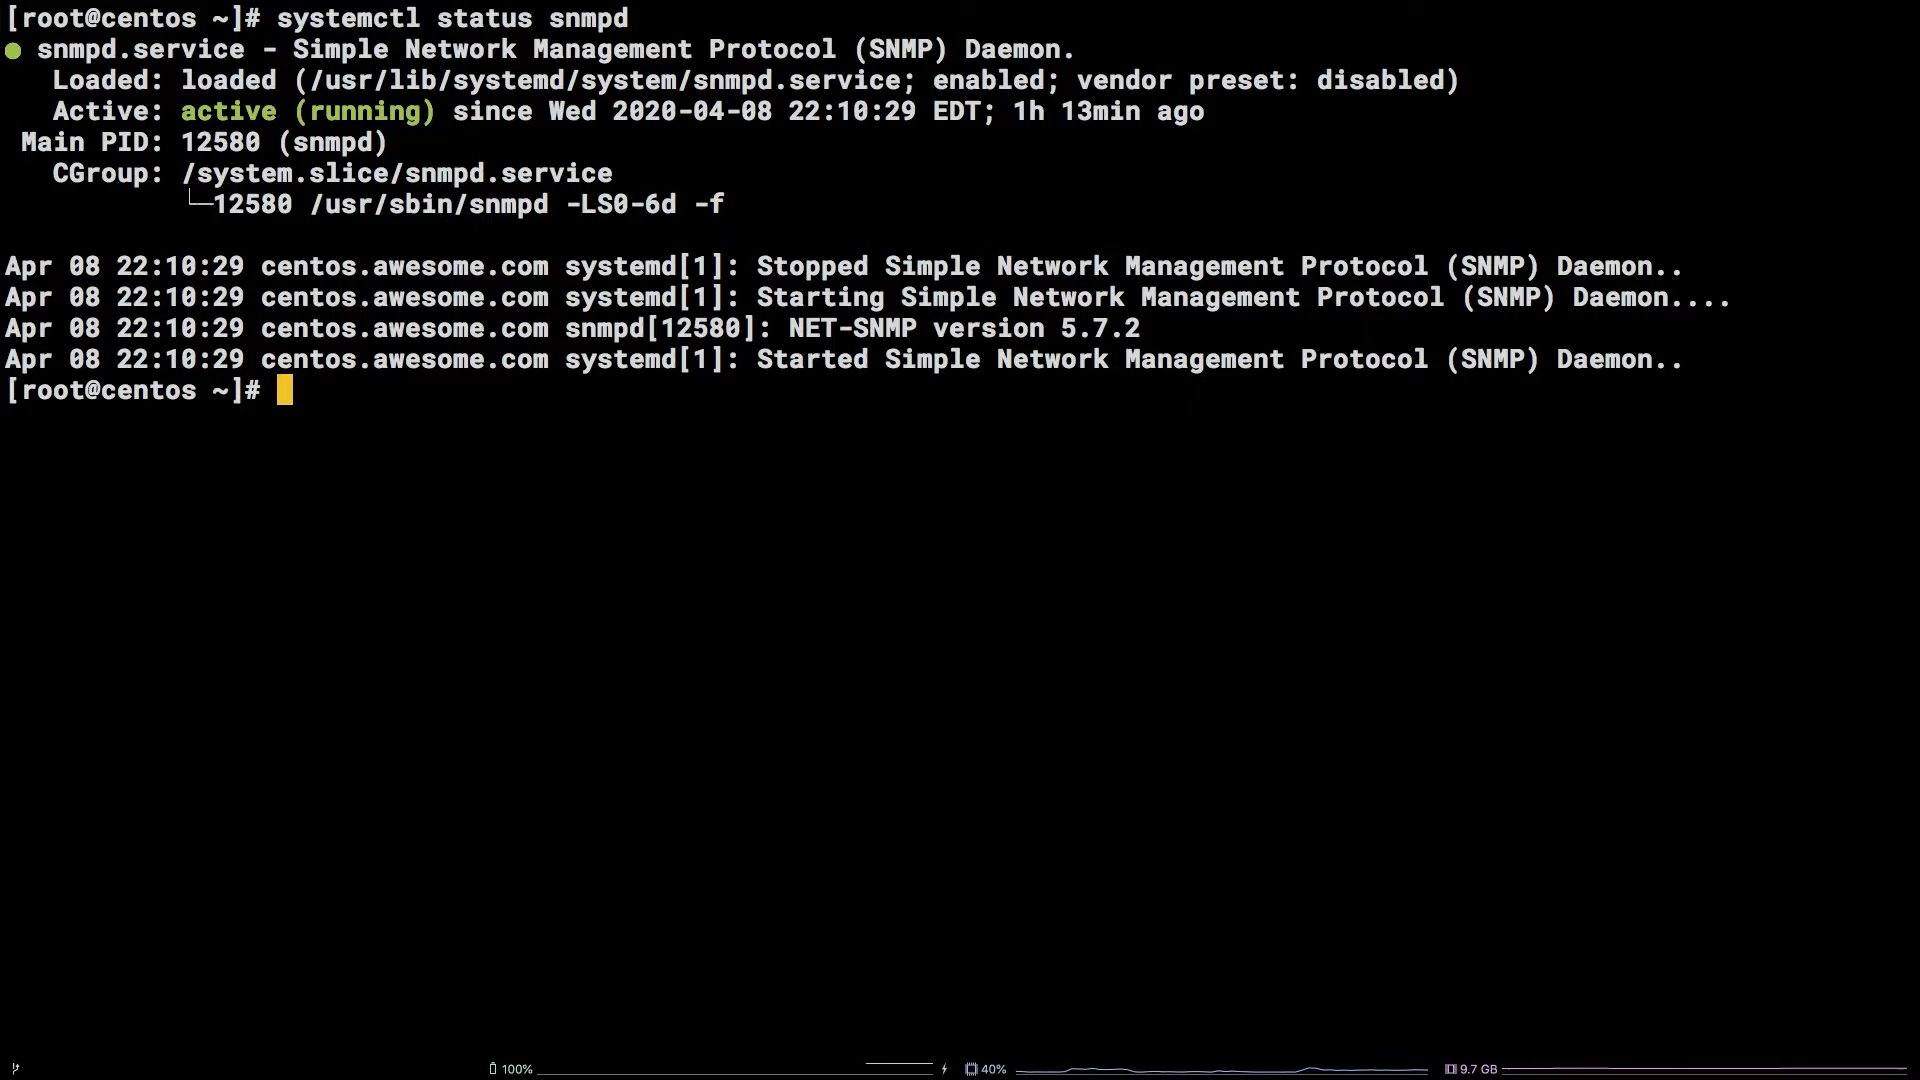 [root@centos ~]# systemctl status snmpd
● snmpd.service - Simple Network Management Protocol (SNMP) Daemon.
   Loaded: loaded (/usr/lib/systemd/system/snmpd.service; enabled; vendor preset: disabled)
   Active: active (running) since Wed 2020-04-08 22:10:29 EDT; 1h 13min ago
 Main PID: 12580 (snmpd)
   CGroup: /system.slice/snmpd.service
           └─12580 /usr/sbin/snmpd -LS0-6d -f

Apr 08 22:10:29 centos.awesome.com systemd[1]: Stopped Simple Network Management Protocol (SNMP) Daemon..
Apr 08 22:10:29 centos.awesome.com systemd[1]: Starting Simple Network Management Protocol (SNMP) Daemon....
Apr 08 22:10:29 centos.awesome.com snmpd[12580]: NET-SNMP version 5.7.2
Apr 08 22:10:29 centos.awesome.com systemd[1]: Started Simple Network Management Protocol (SNMP) Daemon..
[root@centos ~]#
100% 40% 9.7 GB